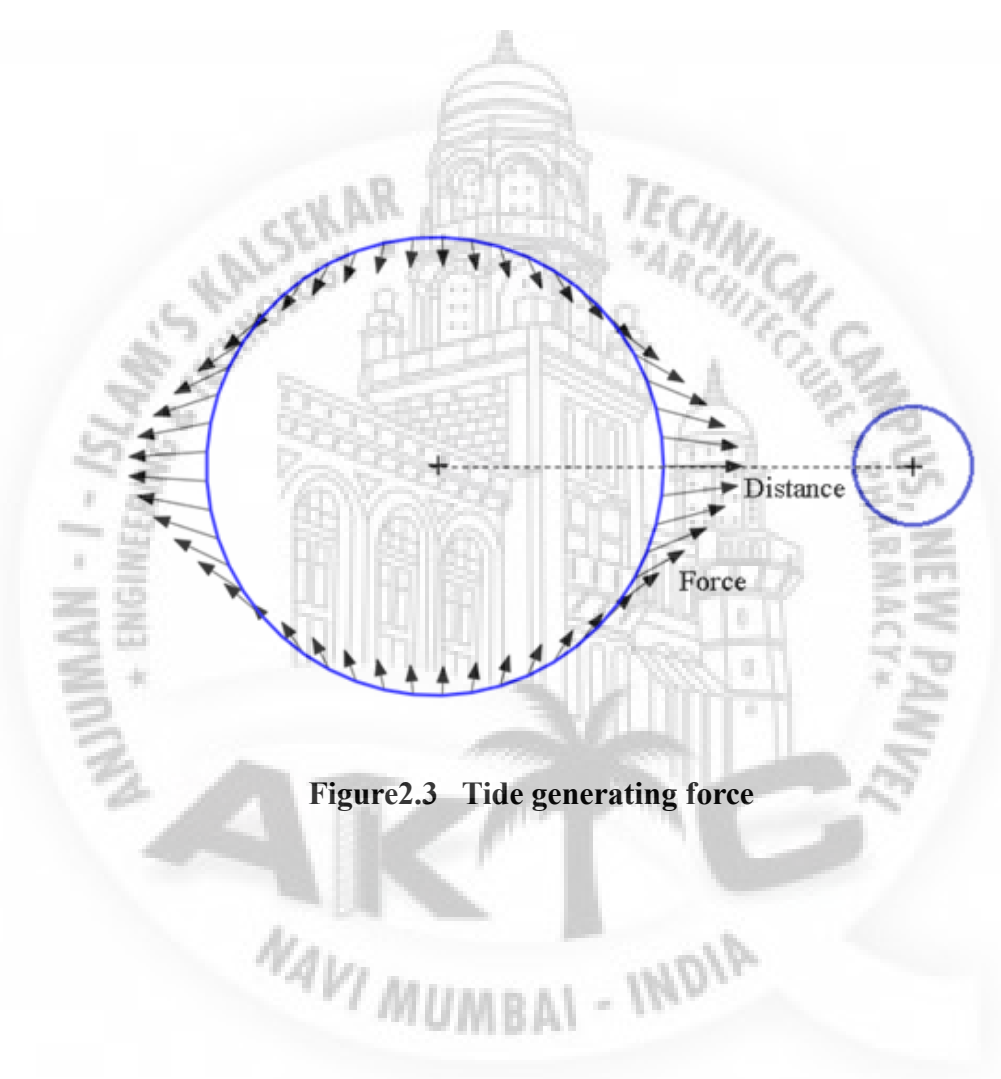 ANJUMAN - I - ISLAM'S KALSEKAR TECHNICAL CAMPUS, NEW PANVEL
*ARCHITECTURE
PHARMACY*
* ENGINEERING
Distance
Force
Figure2.3 Tide generating force
AKTC
NAVI MUMBAI - INDIA